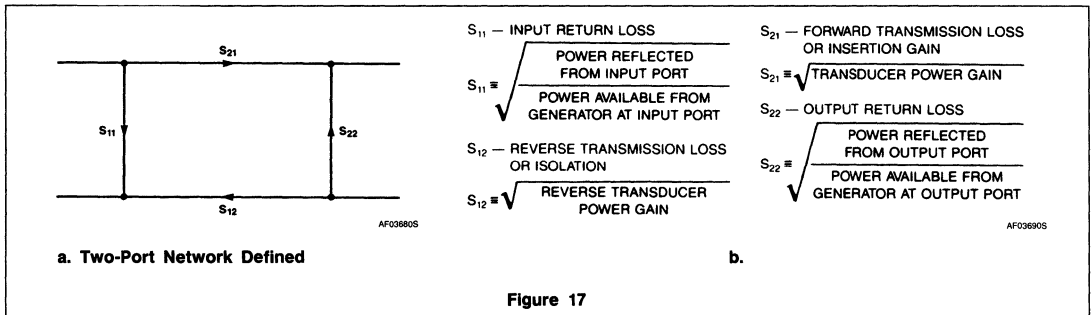 S21
S11
S22
S12
AF03680S
a. Two-Port Network Defined
S11 — INPUT RETURN LOSS
S11 ≡ √
POWER REFLECTED
FROM INPUT PORT
POWER AVAILABLE FROM
GENERATOR AT INPUT PORT
S12 — REVERSE TRANSMISSION LOSS
OR ISOLATION
S12 ≡ √
REVERSE TRANSDUCER
POWER GAIN
S21 — FORWARD TRANSMISSION LOSS
OR INSERTION GAIN
S21 ≡ √ TRANSDUCER POWER GAIN
S22 — OUTPUT RETURN LOSS
S22 ≡ √
POWER REFLECTED
FROM OUTPUT PORT
POWER AVAILABLE FROM
GENERATOR AT OUTPUT PORT
AF03690S
b.
Figure 17